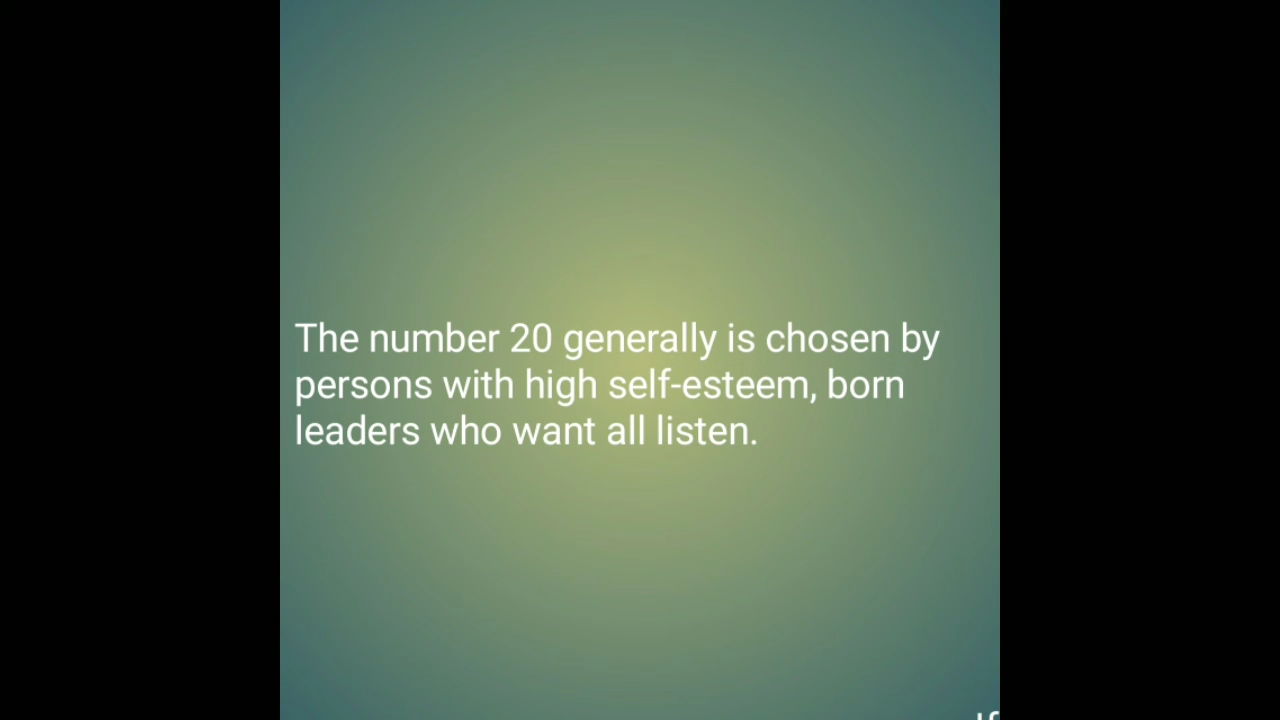 The number 20 generally is chosen by
persons with high self-esteem, born
leaders who want all listen.